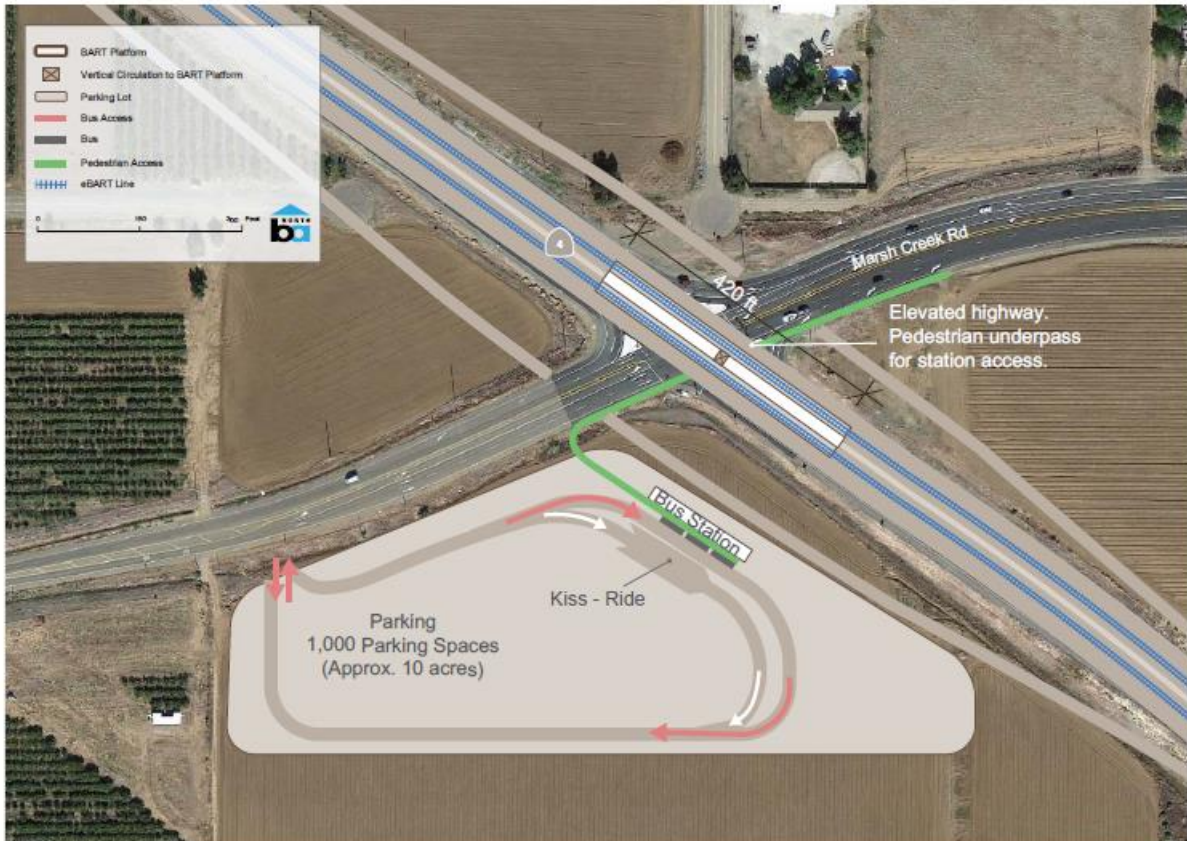 BART Platform
Vertical Circulation to BART Platform
Parking Lot
Bus Access
Bus
Pedestrian Access
eBART Line
0
Feet
NORTH
ba
4
Marsh Creek Rd
420 ft
Elevated highway.
Pedestrian underpass
for station access.
Bus Station
Kiss - Ride
Parking
1,000 Parking Spaces
(Approx. 10 acres)